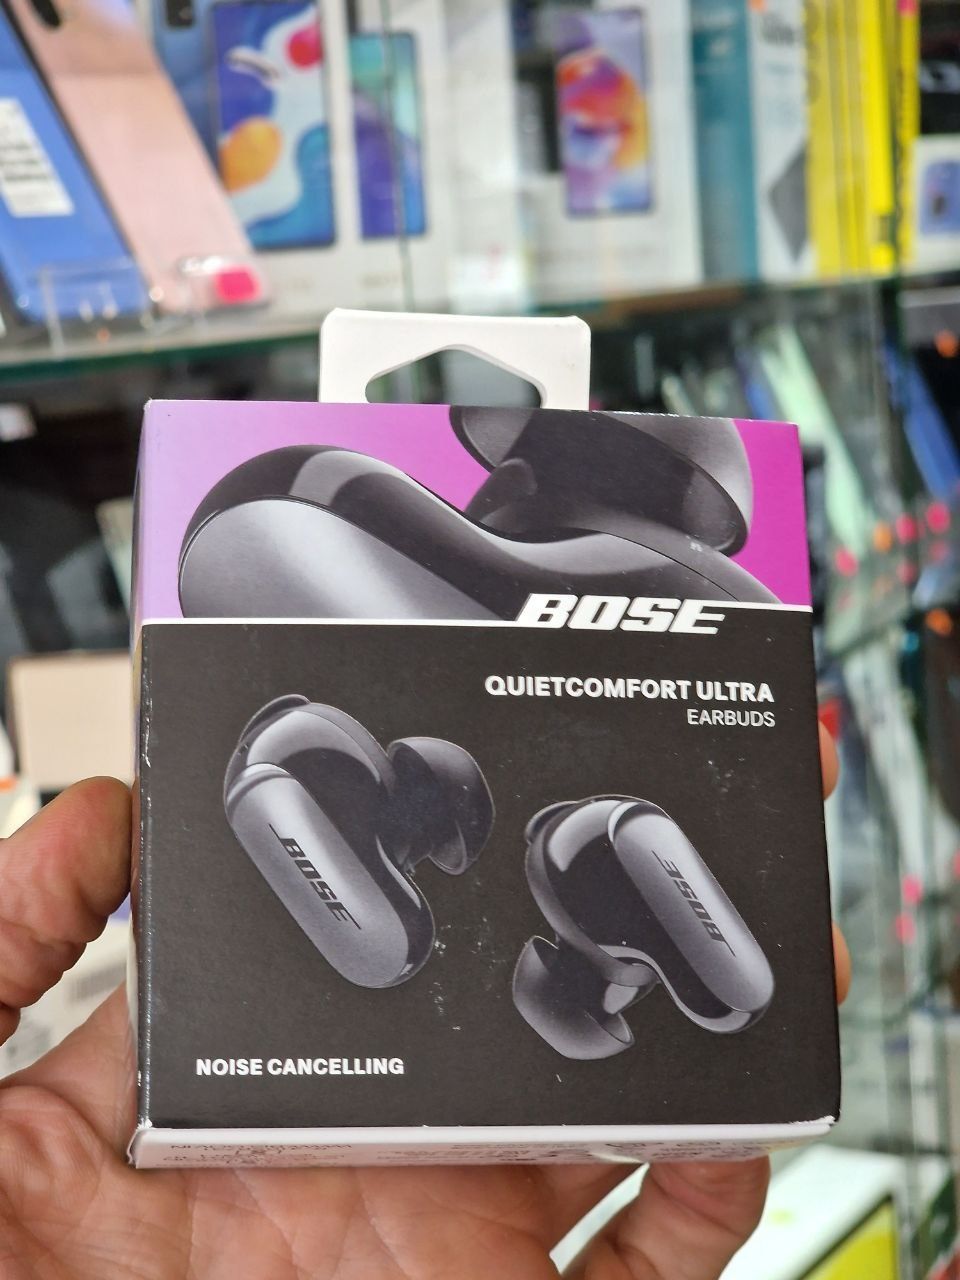 BOSE
QUIETCOMFORT ULTRA
EARBUDS
BOSE
BOSE
NOISE CANCELLING